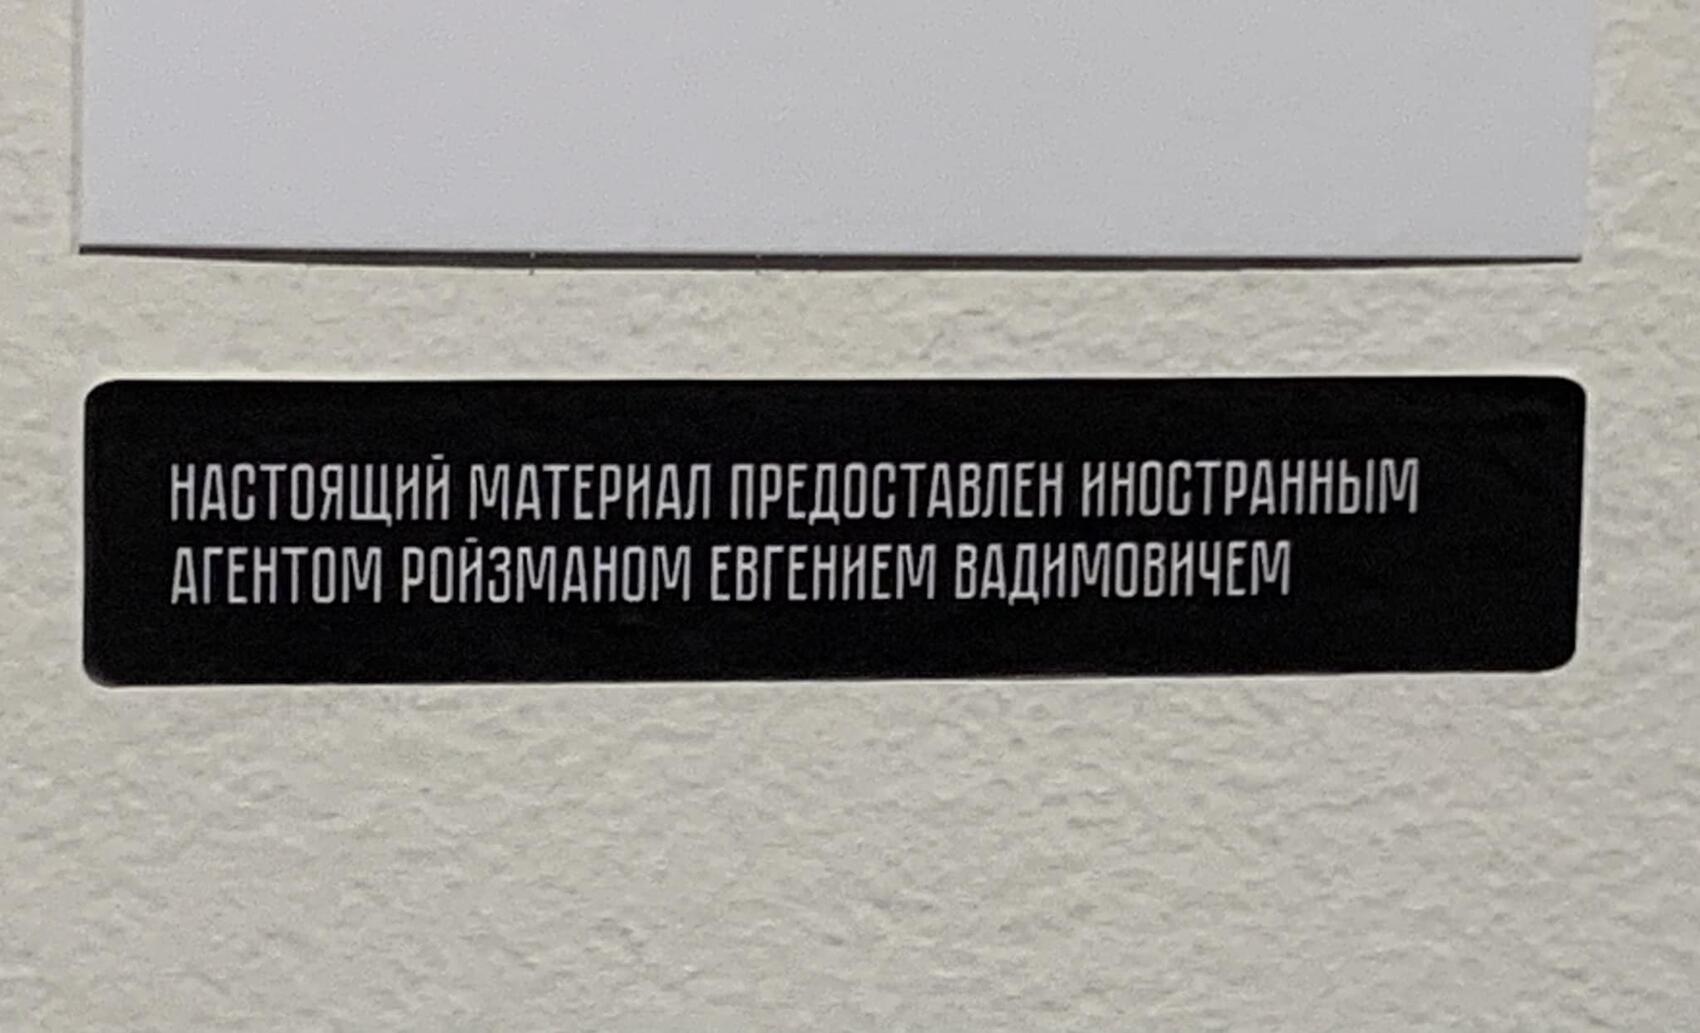 НАСТОЯЩИЙ МАТЕРИАЛ ПРЕДОСТАВЛЕН ИНОСТРАННЫМ
АГЕНТОМ РОЙЗМАНОМ ЕВГЕНИЕМ ВАДИМОВИЧЕМ